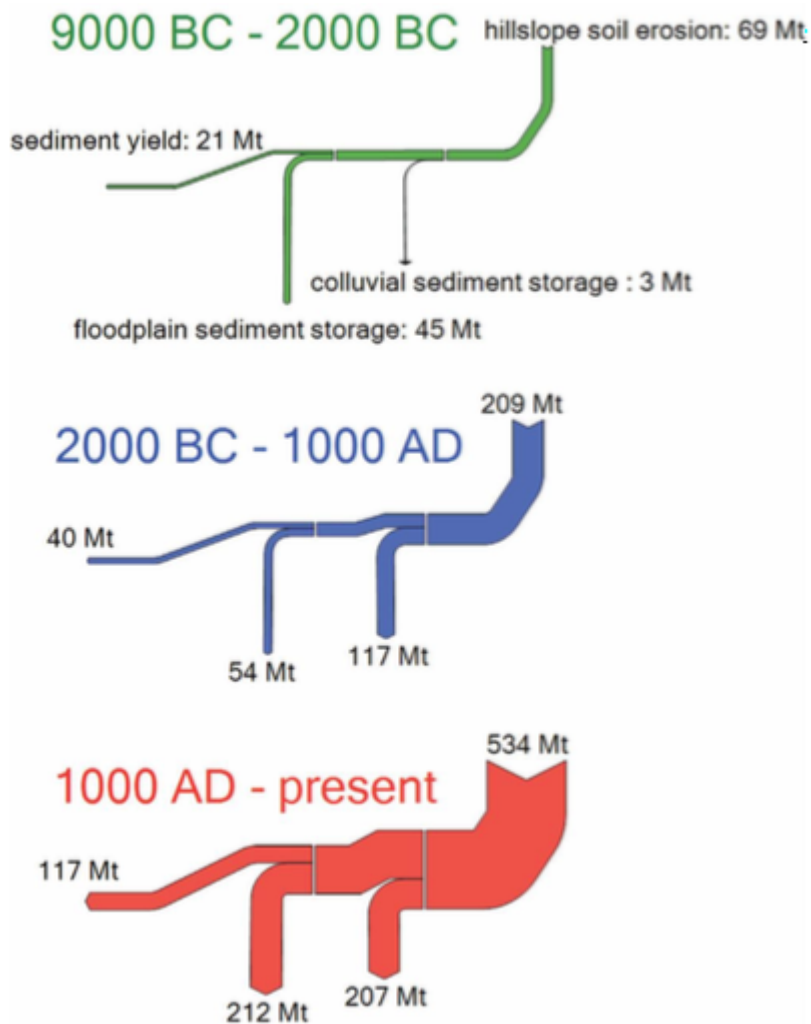 9000 BC - 2000 BC
hillslope soil erosion: 69 Mt
sediment yield: 21 Mt
colluvial sediment storage : 3 Mt
floodplain sediment storage: 45 Mt
209 Mt
2000 BC - 1000 AD
40 Mt
117 Mt
54 Mt
534 Mt
1000 AD - present
117 Mt
207 Mt
212 Mt